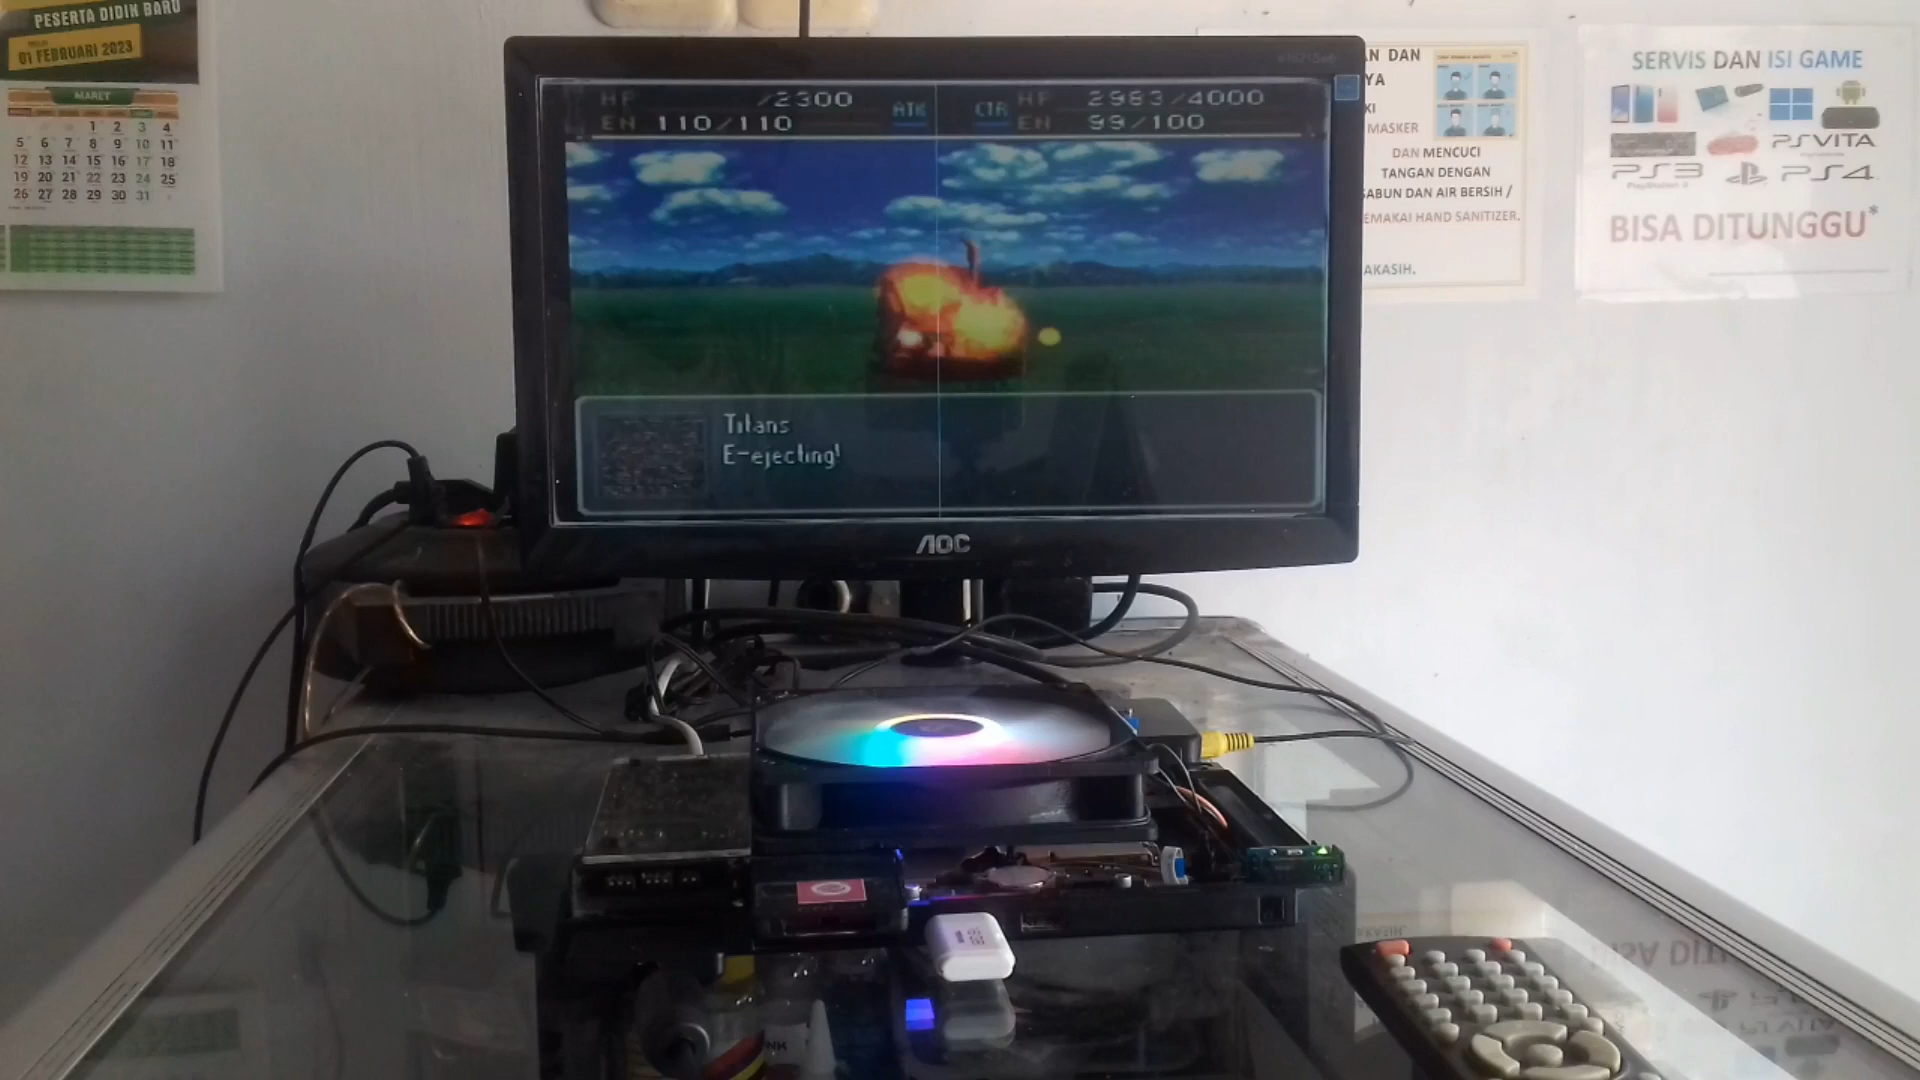 PESERTA DIDIK BARU
01 FEBRUARI 2023
MARET
1 2 3 4
5 6 7 8 9 10 11
12 13 14 15 16 17 18
19 20 21 22 23 24 25
26 27 28 29 30 31
HP /2300
EN 110/110
ATK
CTR
HP 2983/4000
EN 99/100
Titans
E-ejecting!
AOC
AN DAN
YA
KI
MASKER
DAN MENCUCI
TANGAN DENGAN
SABUN DAN AIR BERSIH /
EMAKAI HAND SANITIZER.
AKASIH.
SERVIS DAN ISI GAME
PSVITA
PS3
PlayStation 3
PS4
BISA DITUNGGU*